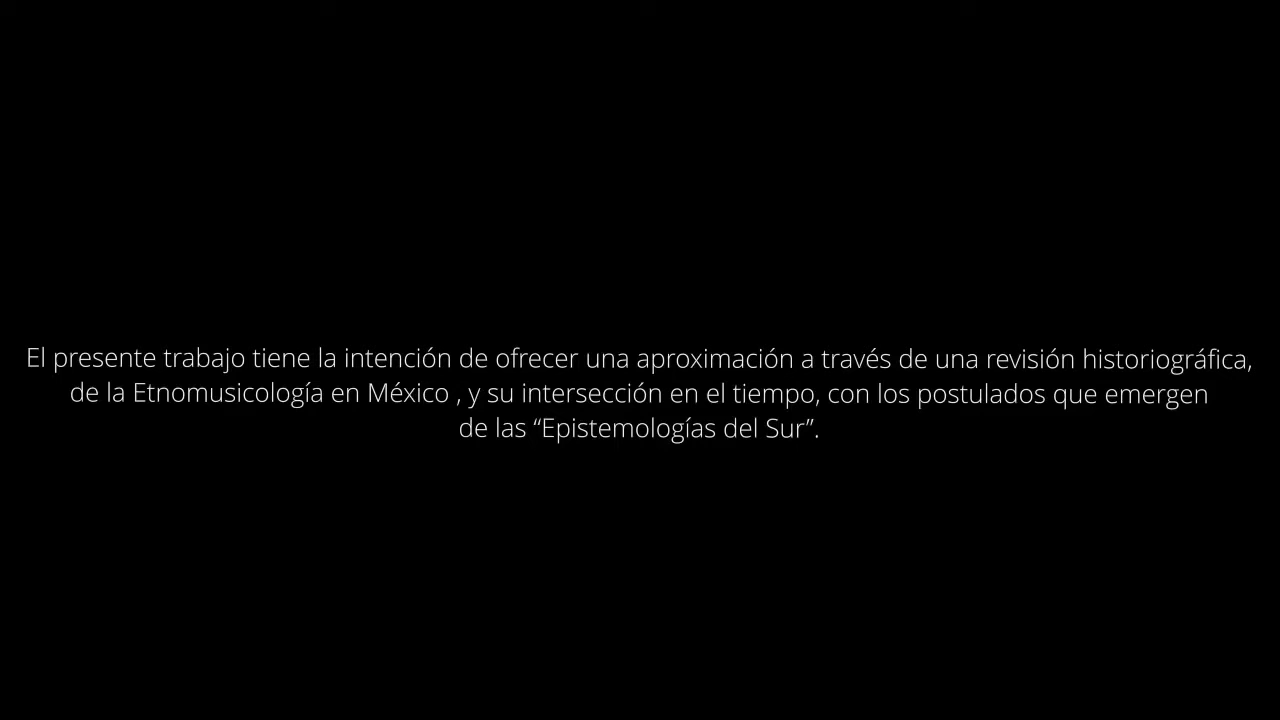 El presente trabajo tiene la intención de ofrecer una aproximación a través de una revisión historiográfica,
de la Etnomusicología en México , y su intersección en el tiempo, con los postulados que emergen
de las “Epistemologías del Sur”.